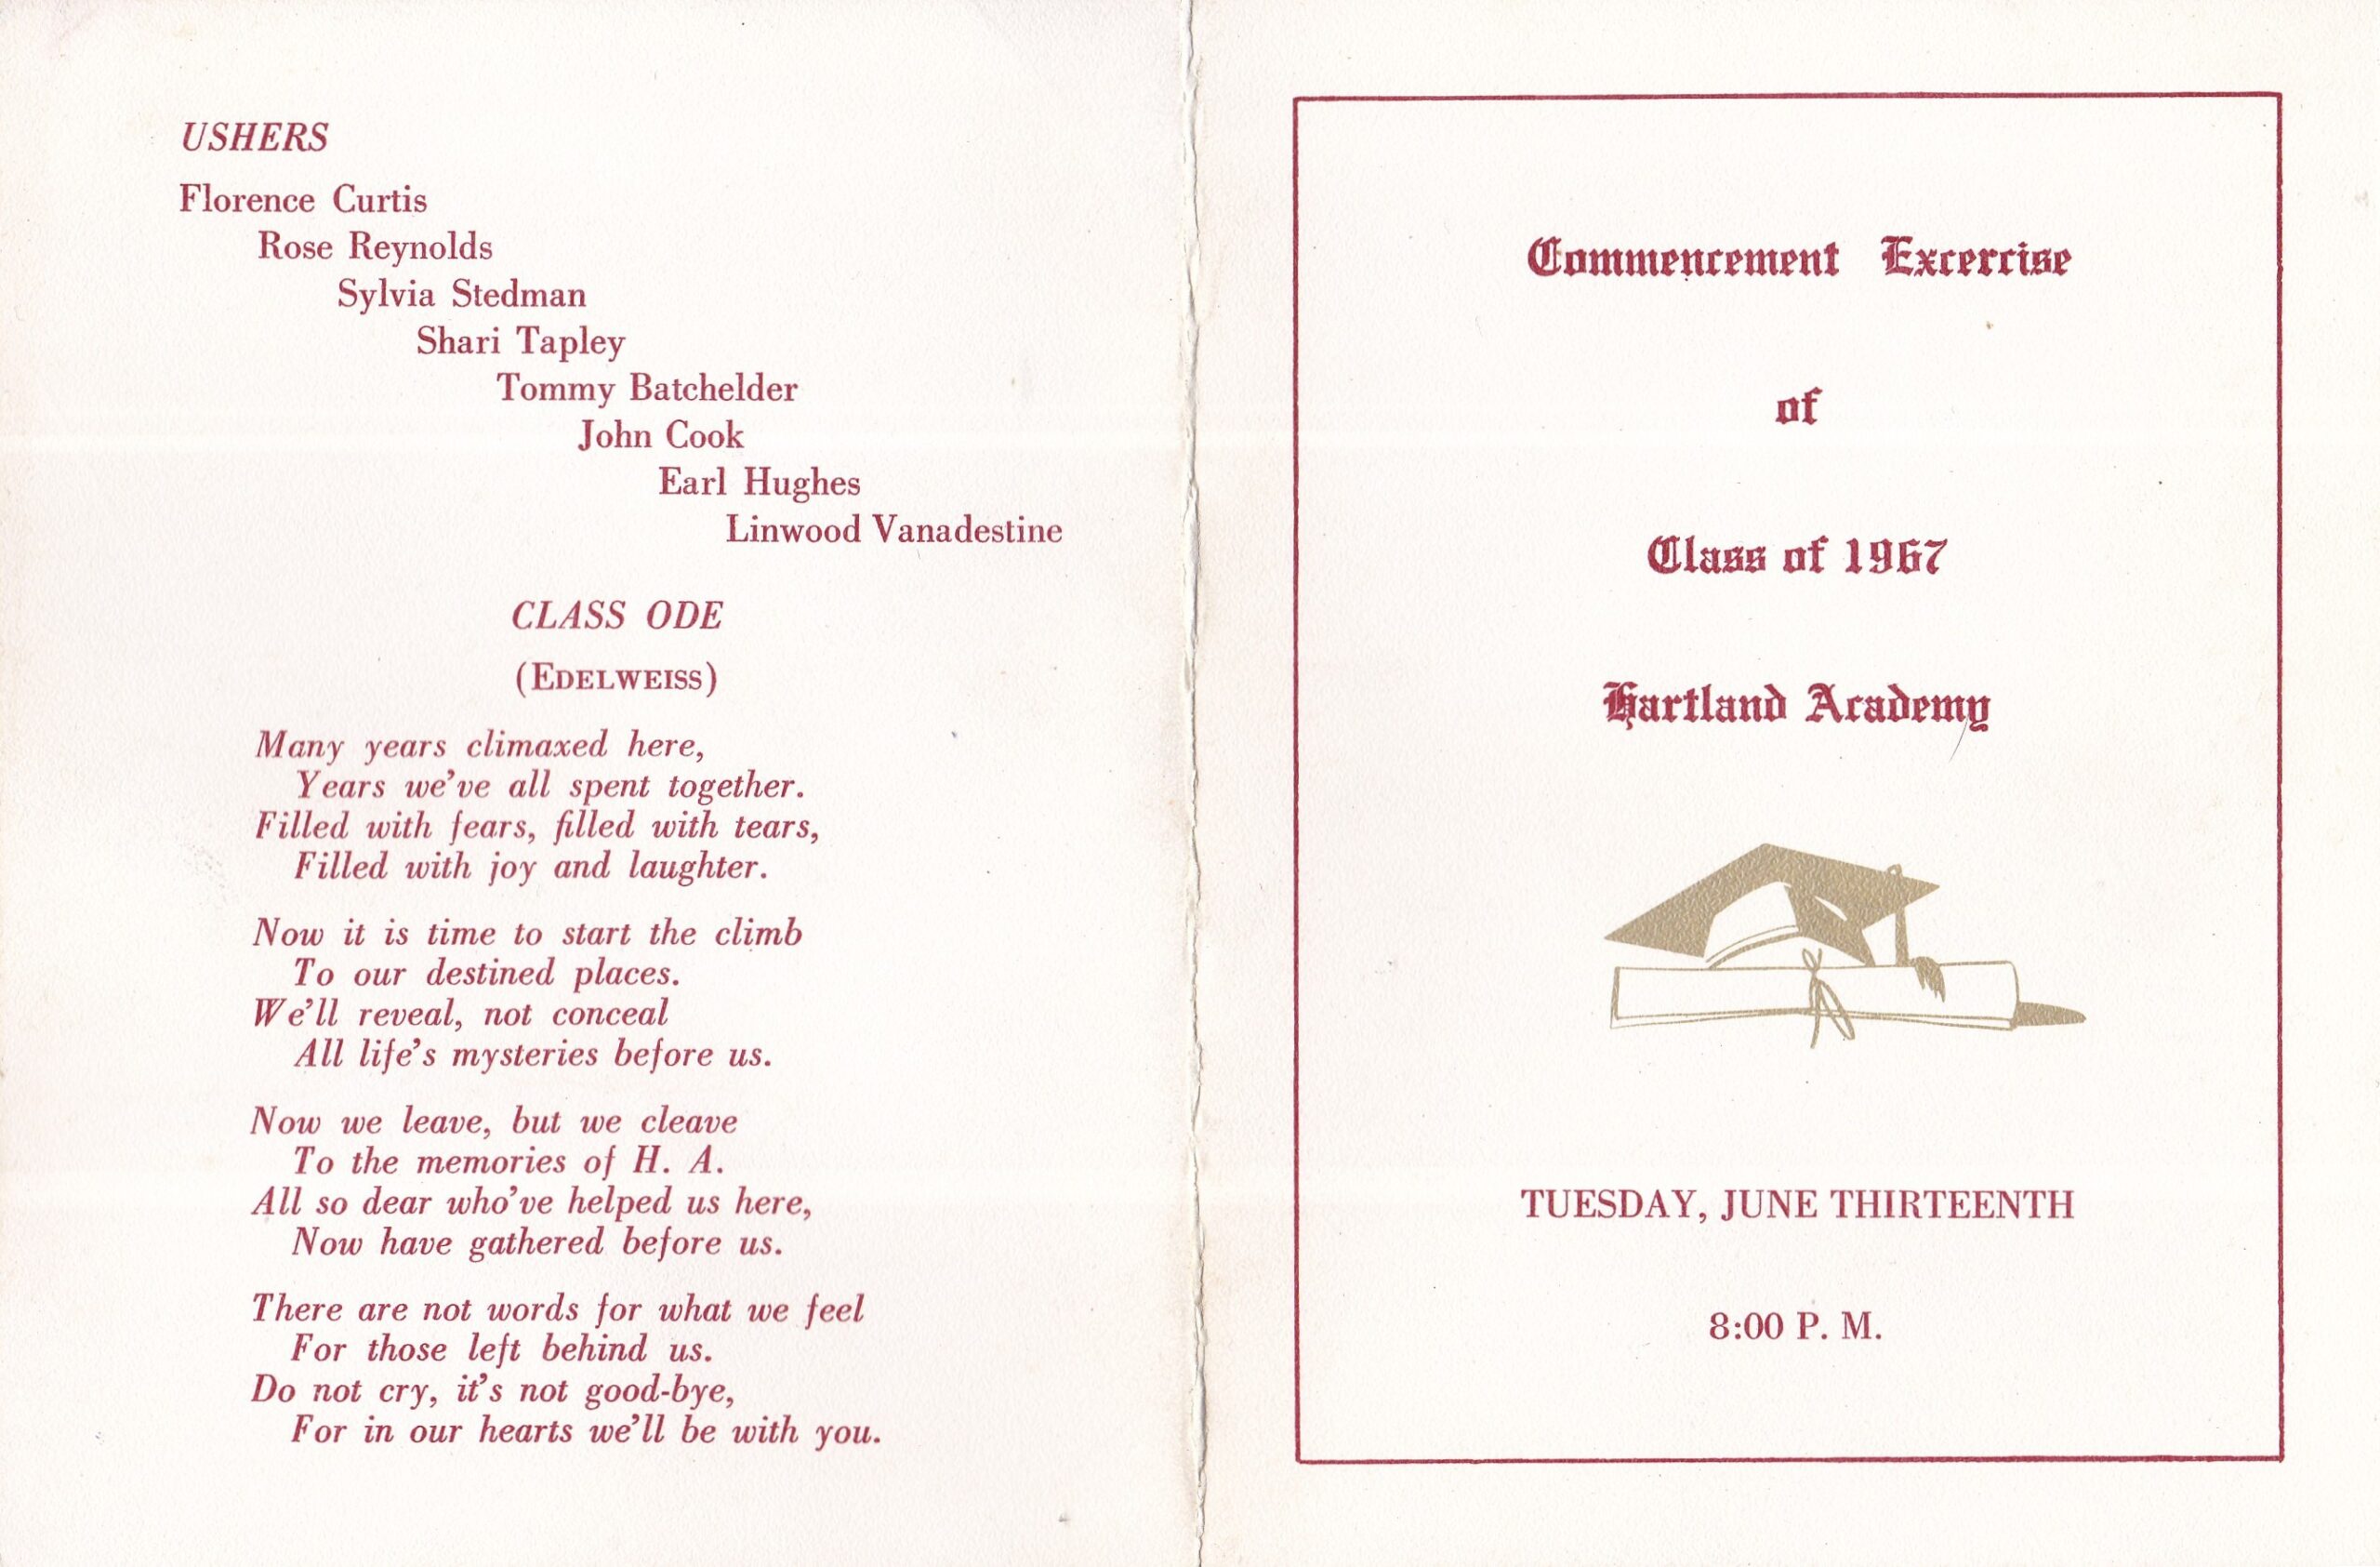 USHERS
Florence Curtis
Rose Reynolds
Sylvia Stedman
Shari Tapley
Tommy Batchelder
John Cook
Earl Hughes
Linwood Vanadestine
CLASS ODE
(EDELWEISS)
Many years climaxed here,
Years we've all spent together.
Filled with fears, filled with tears,
Filled with joy and laughter.
Now it is time to start the climb
To our destined places.
We'll reveal, not conceal
All life's mysteries before us.
Now we leave, but we cleave
To the memories of H. A.
All so dear who've helped us here,
Now have gathered before us.
There are not words for what we feel
For those left behind us.
Do not cry, it's not good-bye,
For in our hearts we'll be with you.
Commencement Excercise
of
Class of 1967
Hartland Academy
TUESDAY, JUNE THIRTEENTH
8:00 P. M.